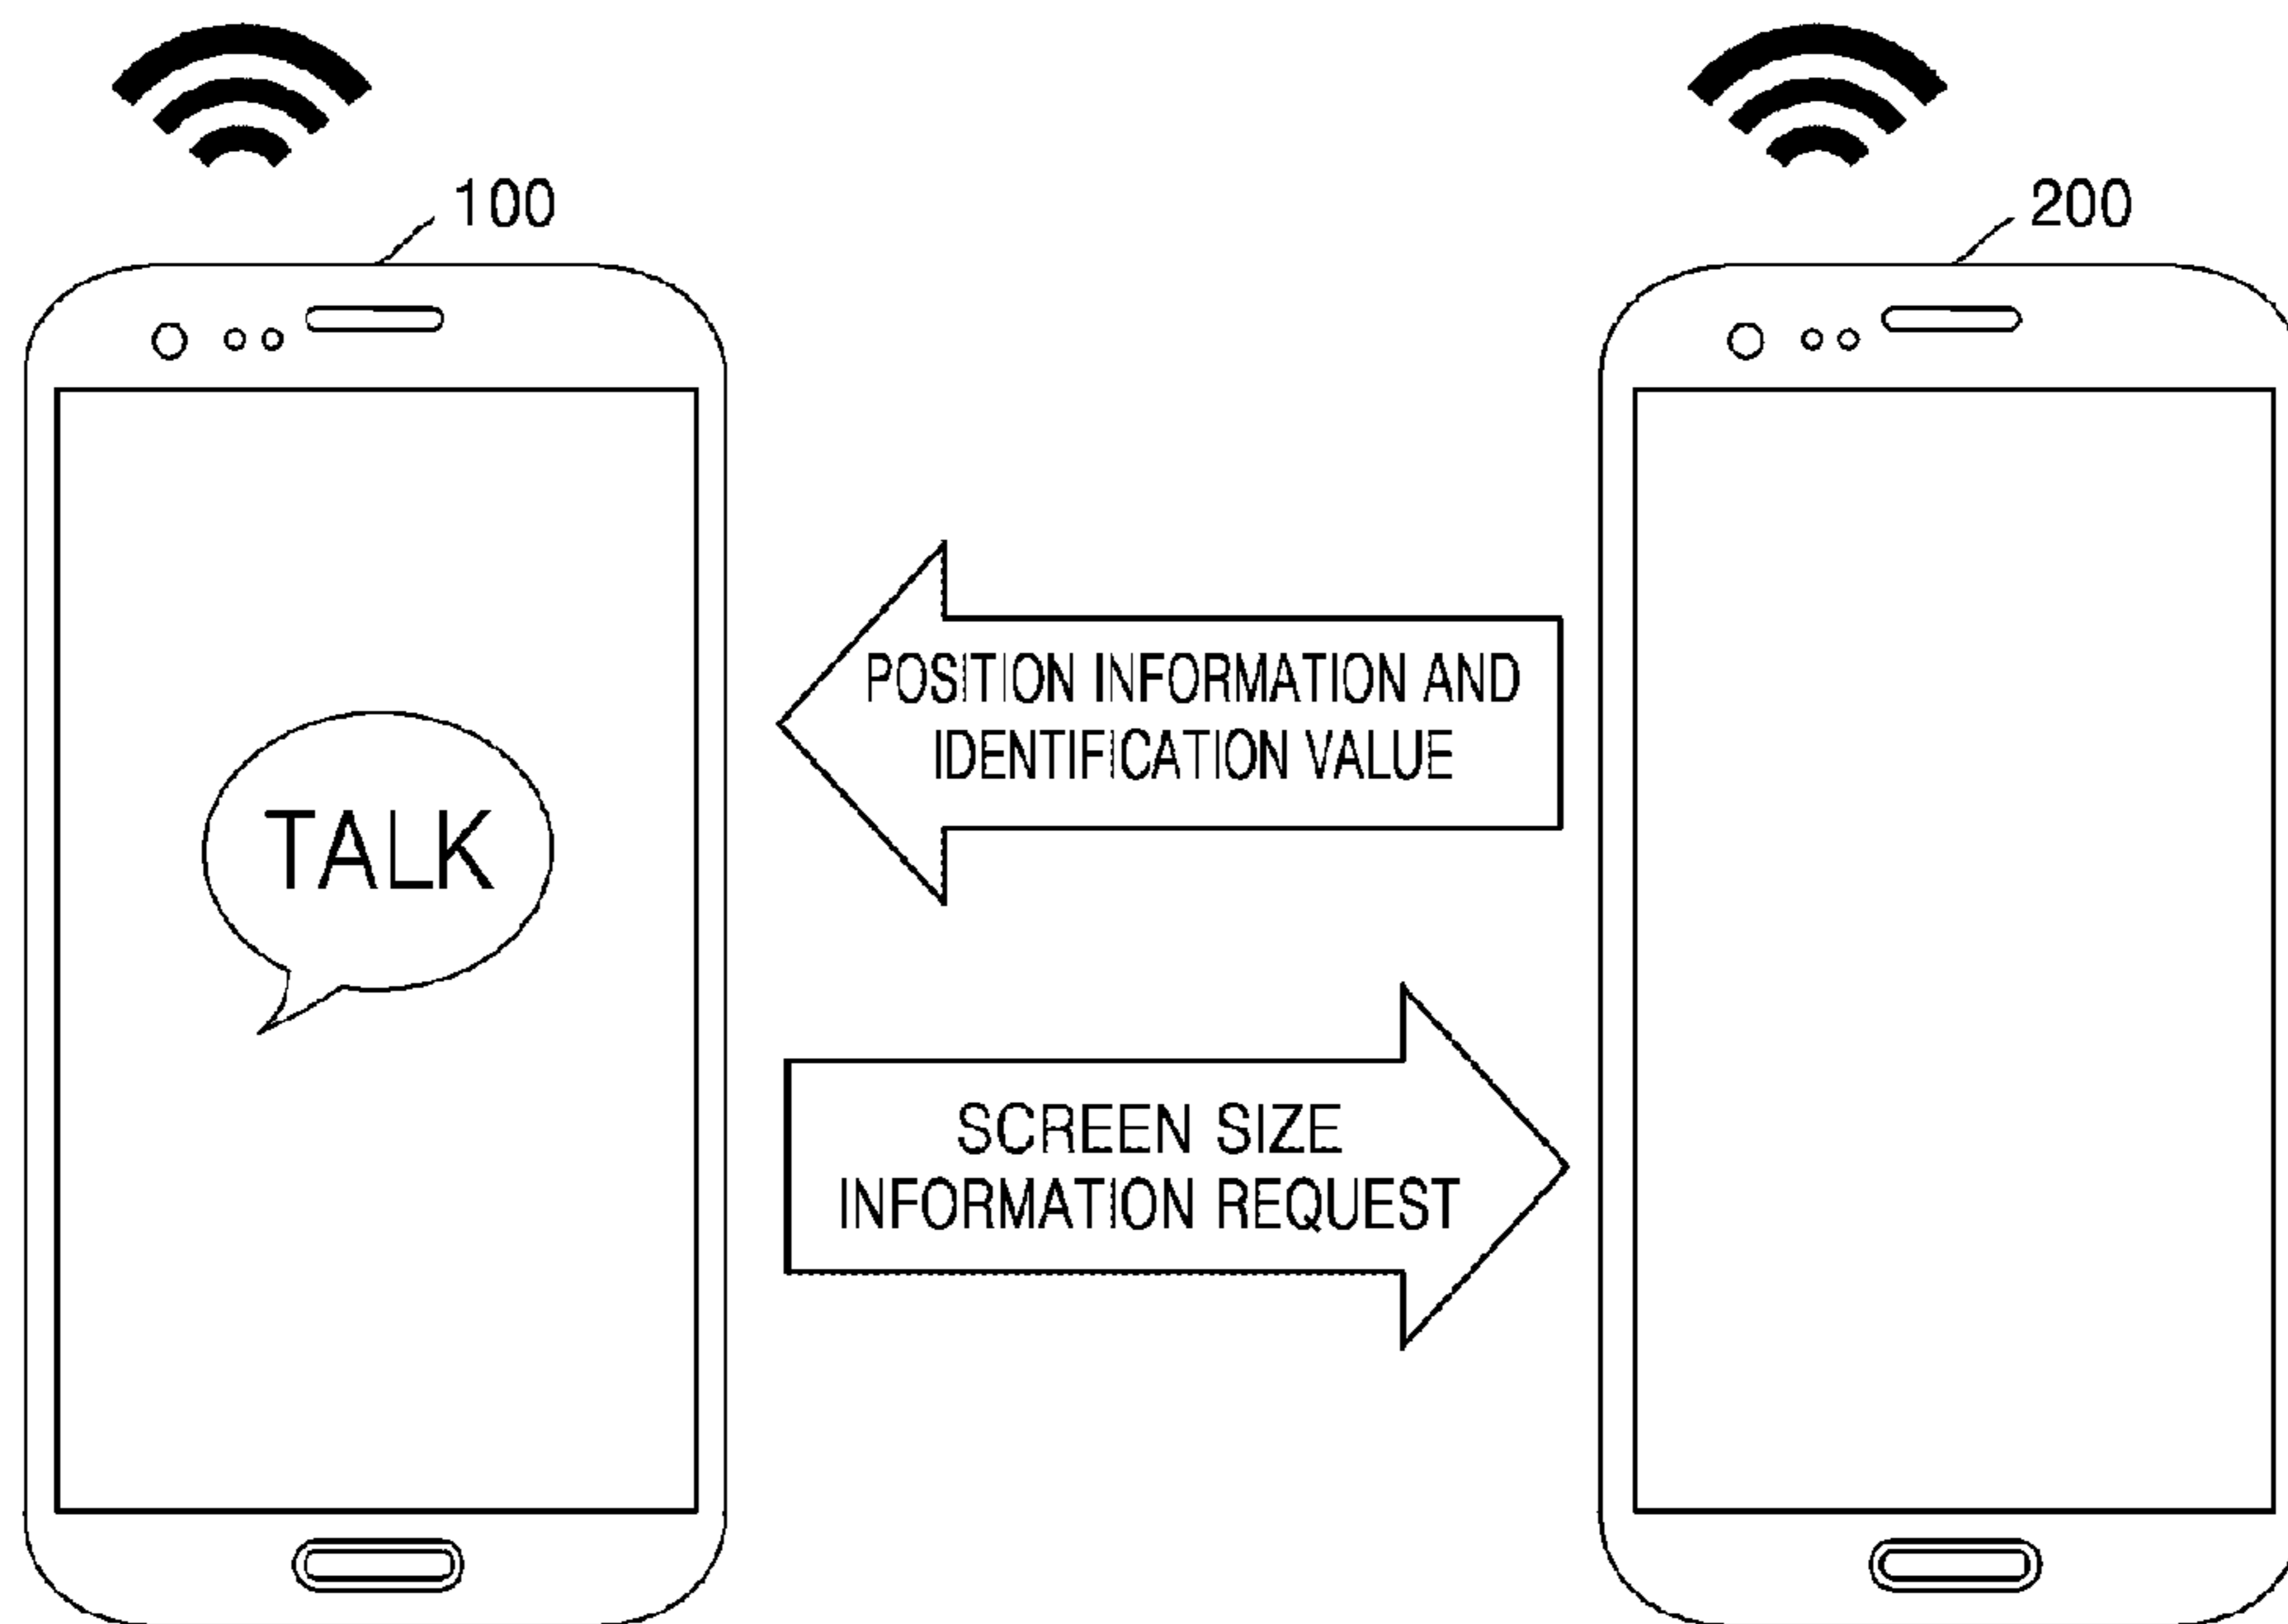 100
200
POSITION INFORMATION AND
IDENTIFICATION VALUE
TALK
SCREEN SIZE
INFORMATION REQUEST